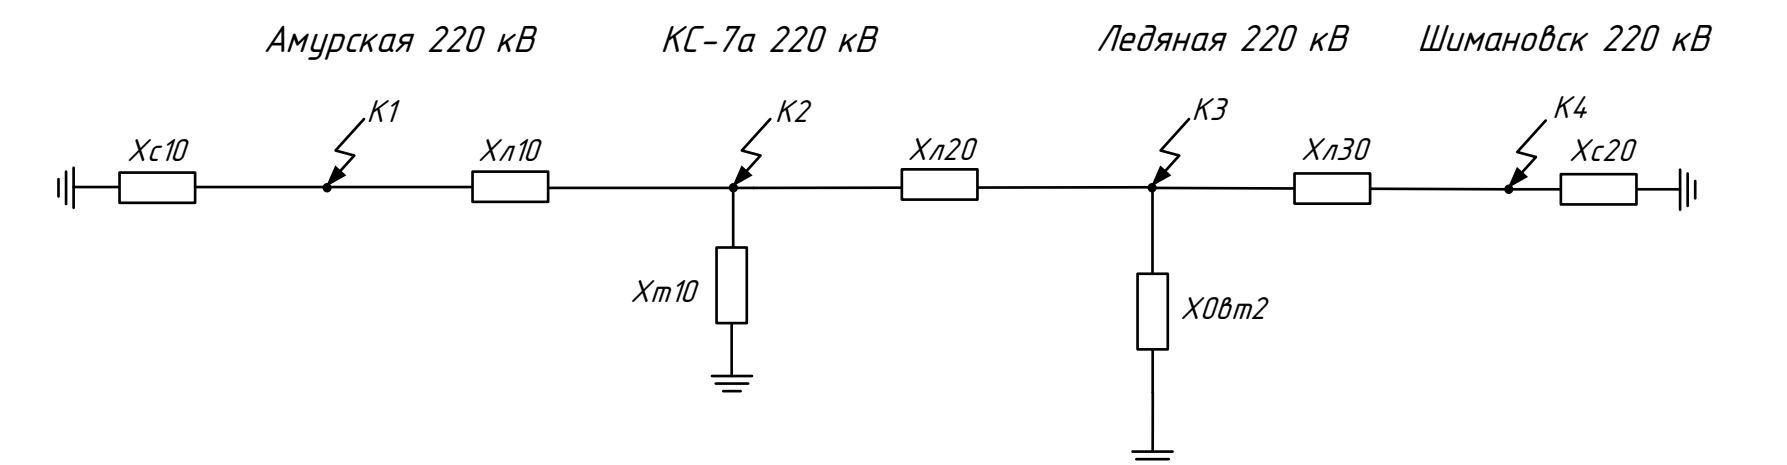 Амурская 220 кВ КС-7а 220 кВ Ледяная 220 кВ Шимановск 220 кВ
К1 К2 К3 К4
Хс10 Хл10 Хл20 Хл30 Хс20
Хт10 Х0вт2